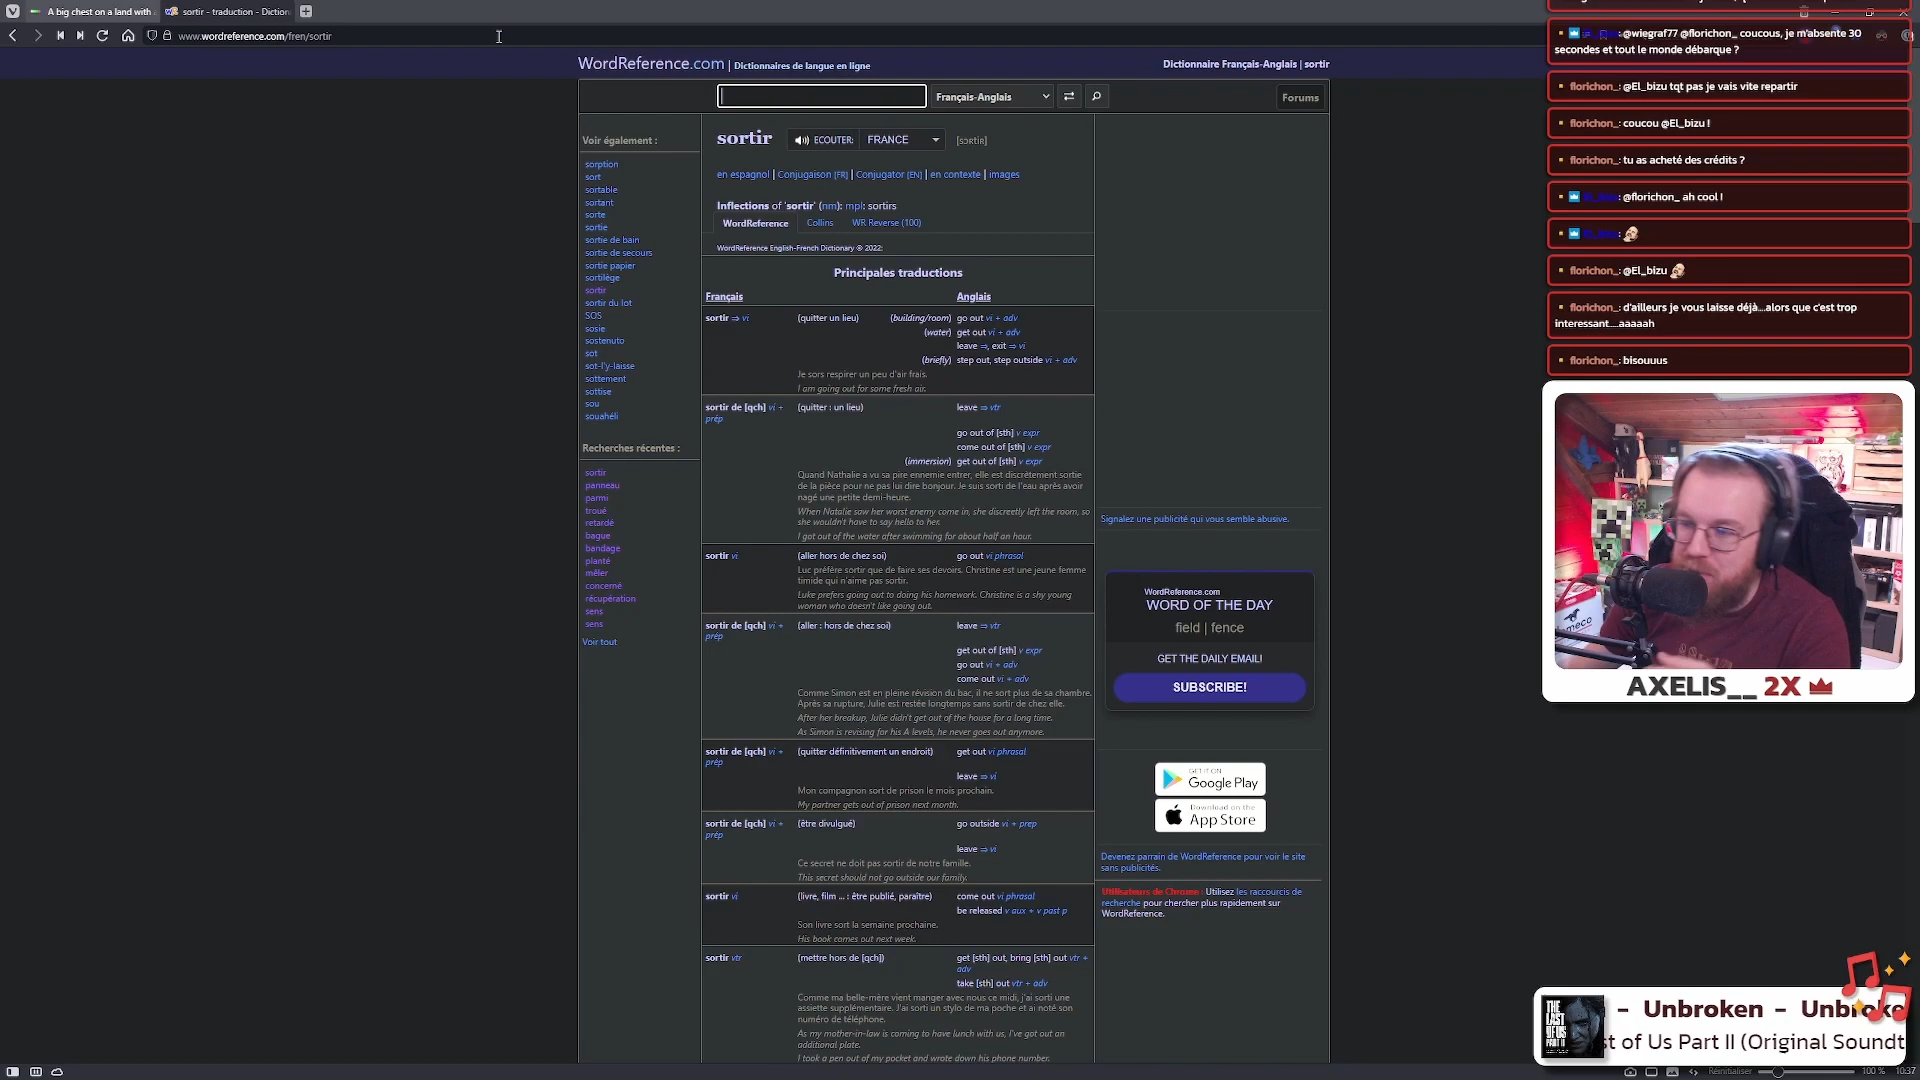 A big chest on a land with
sortir - traduction - Diction
www.wordreference.com/fren/sortir
WordReference.com | Dictionnaires de langue en ligne
Dictionnaire Français-Anglais | sortir
Français-Anglais
Forums
Voir également :
sorption
sort
sortable
sortant
sorte
sortie
sortie de bain
sortie de secours
sortie papier
sortilège
sortir
sortir du lot
SOS
sosie
sostenuto
sot
sot-l'y-laisse
sottement
sottise
sou
souahéli
Recherches récentes :
sortir
panneau
parmi
troué
retardé
bague
bandage
planté
mêler
concerné
récupération
sens
sens
Voir tout
sortir
ECOUTER:
FRANCE
[sɔʀtiʀ]
en espagnol | Conjugaison [FR] | Conjugator [EN] | en contexte | images
Inflections of 'sortir' (nm): mpl: sortirs
WordReference
Collins
WR Reverse (100)
WordReference English-French Dictionary © 2022:
Principales traductions
Français
Anglais
sortir ⇒ vi (quitter un lieu) (building/room) go out vi + adv
(water) get out vi + adv
leave ⇒, exit ⇒ vi
(briefly) step out, step outside vi + adv
Je sors respirer un peu d'air frais.
I am going out for some fresh air.
sortir de [qch] vi + prép (quitter : un lieu) leave ⇒ vtr
go out of [sth] v expr
come out of [sth] v expr
(immersion) get out of [sth] v expr
Quand Nathalie a vu sa pire ennemie entrer, elle est discrètement sortie
de la pièce pour ne pas lui dire bonjour. Je suis sorti de l'eau après avoir
nagé une petite demi-heure.
When Natalie saw her worst enemy come in, she discreetly left the room, so
she wouldn't have to say hello to her.
I got out of the water after swimming for about half an hour.
sortir vi (aller hors de chez soi) go out vi phrasal
Luc préfère sortir que de faire ses devoirs. Christine est une jeune femme
timide qui n'aime pas sortir.
Luke prefers going out to doing his homework. Christine is a shy young
woman who doesn't like going out.
sortir de [qch] vi + prép (aller : hors de chez soi) leave ⇒ vtr
get out of [sth] v expr
go out vi + adv
come out vi + adv
Comme Simon est en pleine révision du bac, il ne sort plus de sa chambre.
Après sa rupture, Julie est restée longtemps sans sortir de chez elle.
After her breakup, Julie didn't get out of the house for a long time.
As Simon is revising for his A levels, he never goes out anymore.
sortir de [qch] vi + prép (quitter définitivement un endroit) get out vi phrasal
leave ⇒ vi
Mon compagnon sort de prison le mois prochain.
My partner gets out of prison next month.
sortir de [qch] vi + prép (être divulgué) go outside vi + prep
leave ⇒ vi
Ce secret ne doit pas sortir de notre famille.
This secret should not go outside our family.
sortir vi (livre, film ... : être publié, paraître) come out vi phrasal
be released v aux + v past p
Son livre sort la semaine prochaine.
His book comes out next week.
sortir vtr (mettre hors de [qch]) get [sth] out, bring [sth] out vtr + adv
take [sth] out vtr + adv
Comme ma belle-mère vient manger avec nous ce midi, j'ai sorti une
assiette supplémentaire. J'ai sorti un stylo de ma poche et ai noté son
numéro de téléphone.
As my mother-in-law is coming to have lunch with us, I've got out an
additional plate.
I took a pen out of my pocket and wrote down his phone number.
Signalez une publicité qui vous semble abusive.
WordReference.com
WORD OF THE DAY
field | fence
GET THE DAILY EMAIL!
SUBSCRIBE!
GET IT ON
Google Play
Download on the
App Store
Devenez parrain de WordReference pour voir le site
sans publicités.
Utilisateurs de Chrome : Utilisez les raccourcis de
recherche pour chercher plus rapidement sur
WordReference.
: @wiegraf77 @florichon_ coucous, je m'absente 30
secondes et tout le monde débarque ?
florichon_: @El_bizu tqt pas je vais vite repartir
florichon_: coucou @El_bizu !
florichon_: tu as acheté des crédits ?
El_bizu: @florichon_ ah cool !
El_bizu:
florichon_: @El_bizu
florichon_: d'ailleurs je vous laisse déjà...alors que c'est trop
interessant....aaaaah
florichon_: bisouuus
AXELIS__ 2X
THE LAST OF US PART II
- Unbroken - Unbroke
st of Us Part II (Original Soundt
Réinitialiser
100 %
10:37